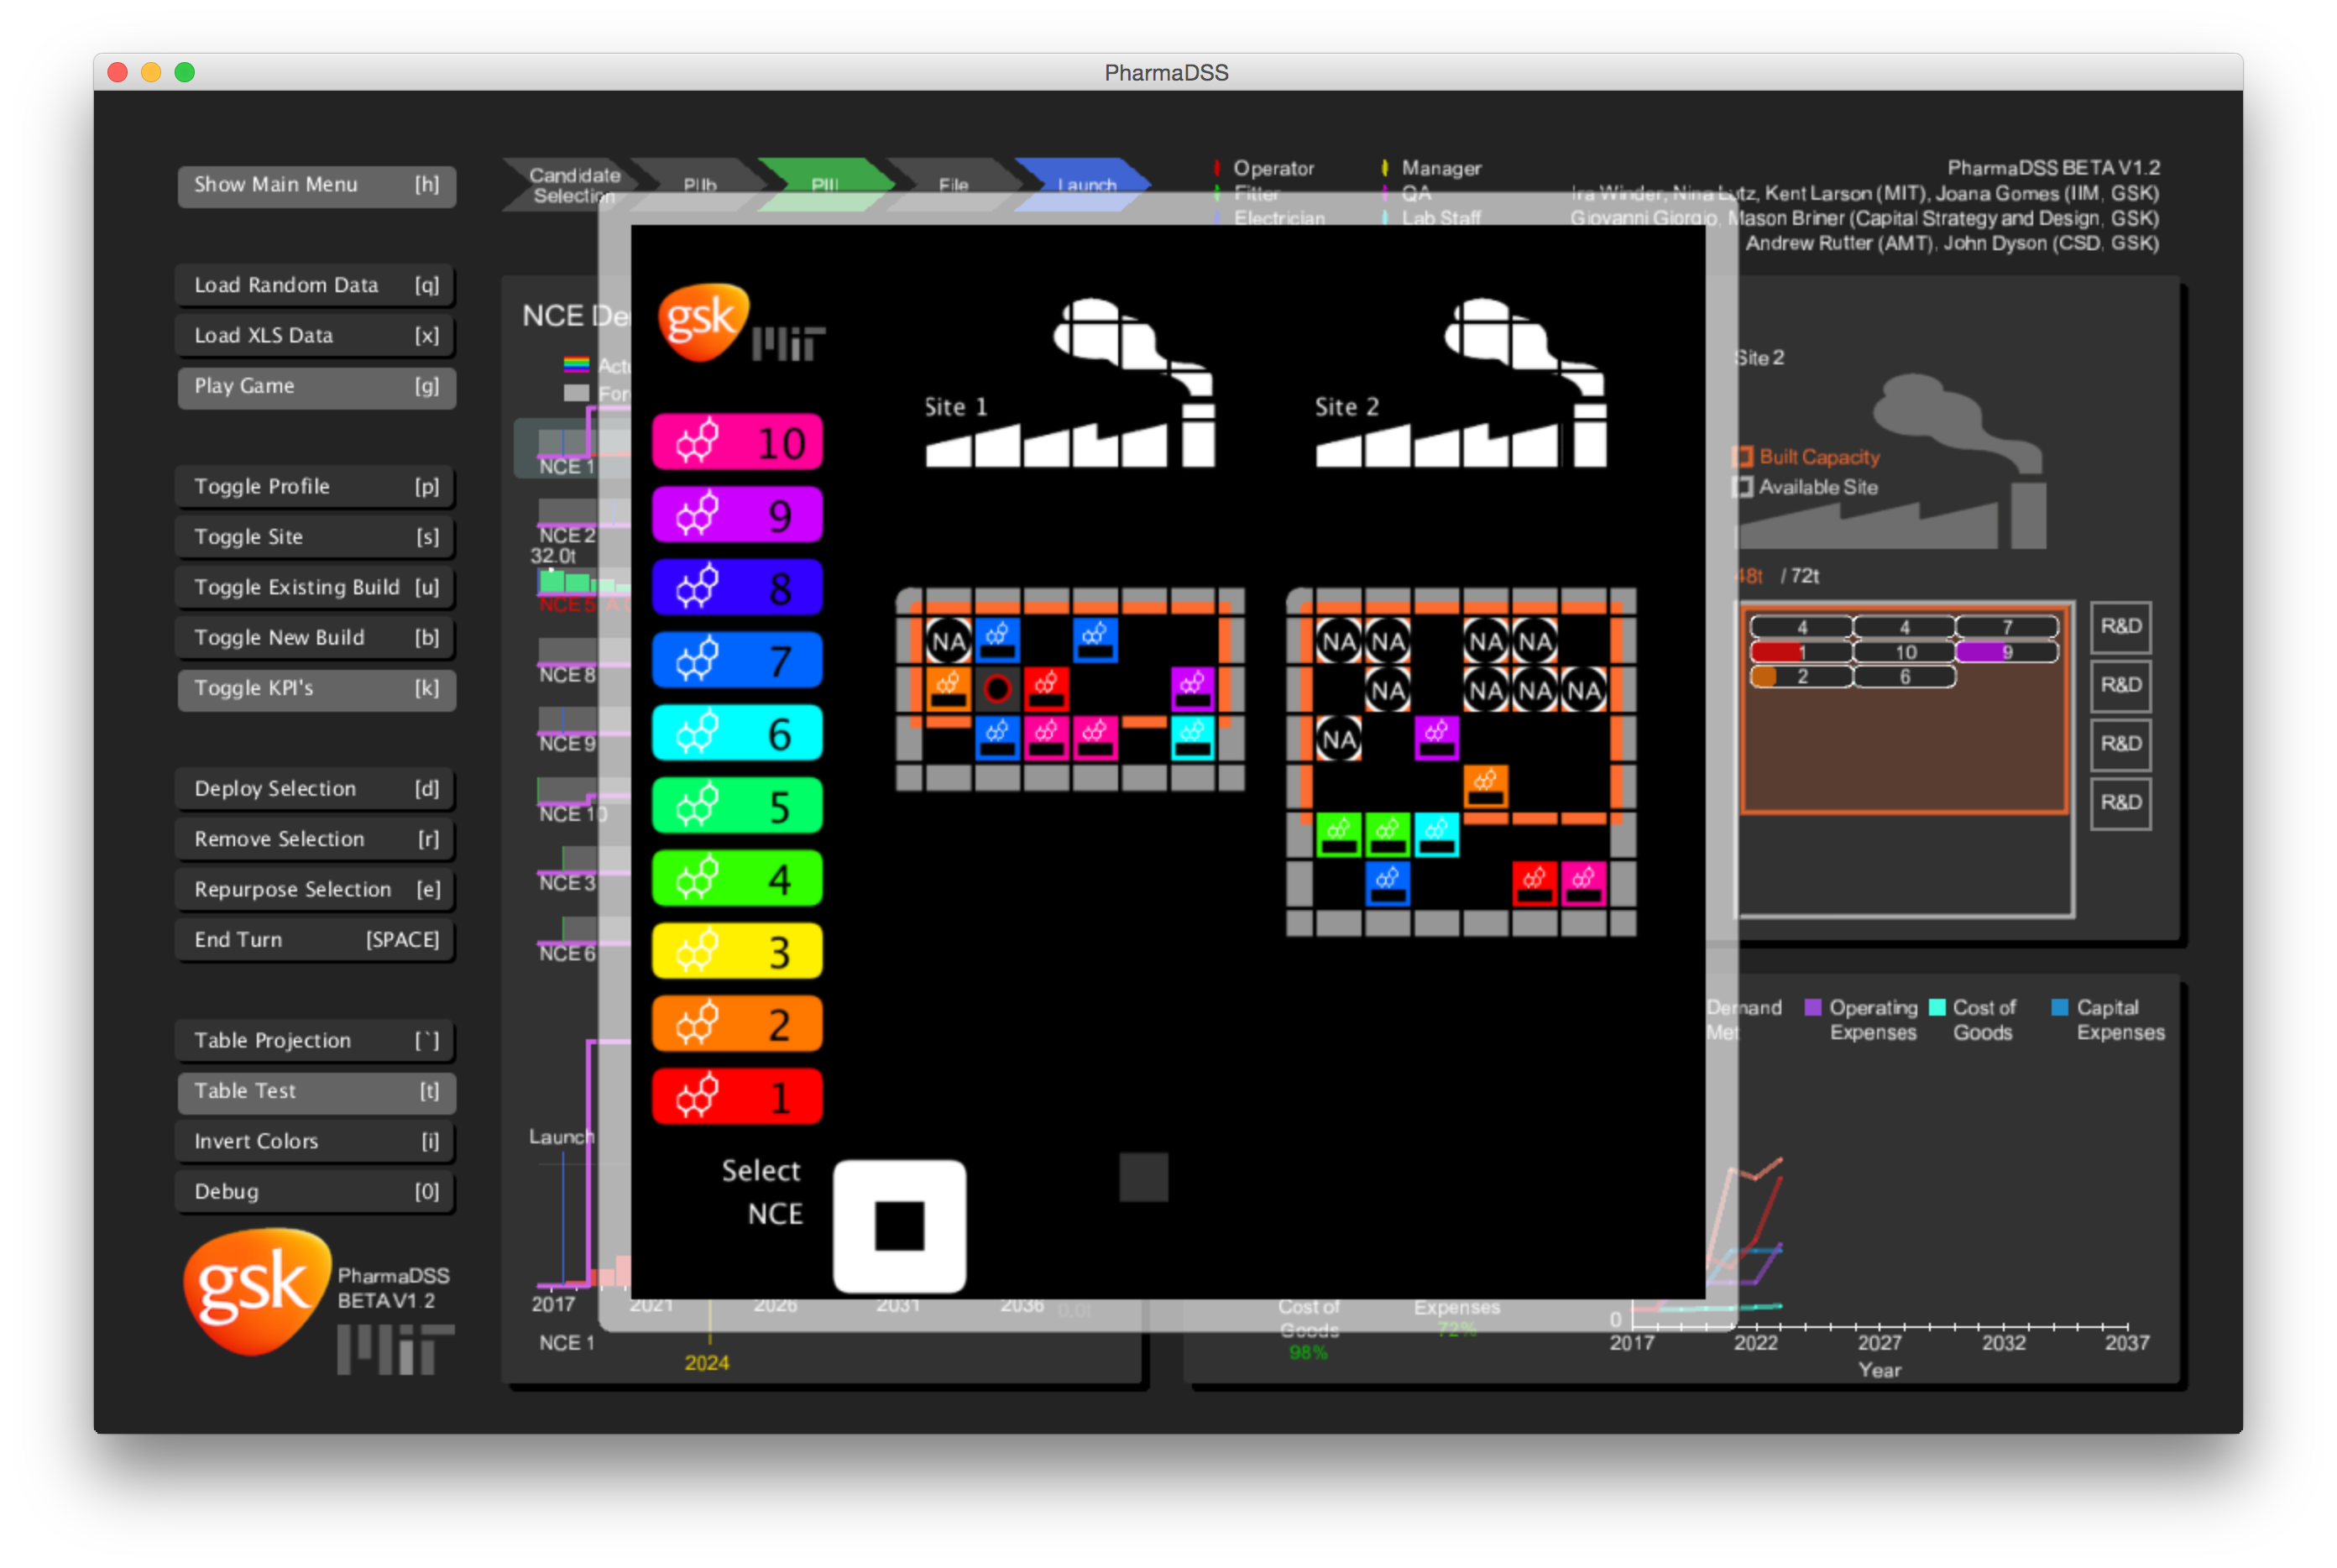 PharmaDSS
Show Main Menu [h]
Load Random Data [q]
Load XLS Data [x]
Play Game [g]
Toggle Profile [p]
Toggle Site [s]
Toggle Existing Build [u]
Toggle New Build [b]
Toggle KPI's [k]
Deploy Selection [d]
Remove Selection [r]
Repurpose Selection [e]
End Turn [SPACE]
Table Projection [`]
Table Test [t]
Invert Colors [i]
Debug [0]
gsk
PharmaDSS
BETA V1.2
MIT
Candidate
Selection
PIIb
PIII
File
Launch
Operator
Fitter
Electrician
Manager
QA
Lab Staff
PharmaDSS BETA V1.2
Ira Winder, Nina Lutz, Kent Larson (MIT), Joana Gomes (IIM, GSK)
Giovanni Giorgio, Mason Briner (Capital Strategy and Design, GSK)
Andrew Rutter (AMT), John Dyson (CSD, GSK)
NCE
NCE 1
NCE 2
32.0t
NCE 5
NCE 8
NCE 9
NCE 10
NCE 3
NCE 6
Launch
2017 2021 2026 2031 2036
0.0t
NCE 1
2024
gsk
MIT
10
9
8
7
6
5
4
3
2
1
Select
NCE
Site 1
NA
Site 2
NA NA NA NA
NA NA NA NA
NA
Site 2
Built Capacity
Available Site
48t / 72t
4 4 7
1 10 9
2 6
R&D
R&D
R&D
R&D
Demand
Met
Operating
Expenses
Cost of
Goods
Capital
Expenses
Cost of
Goods
98%
Expenses
72%
0
2017 2022 2027 2032 2037
Year